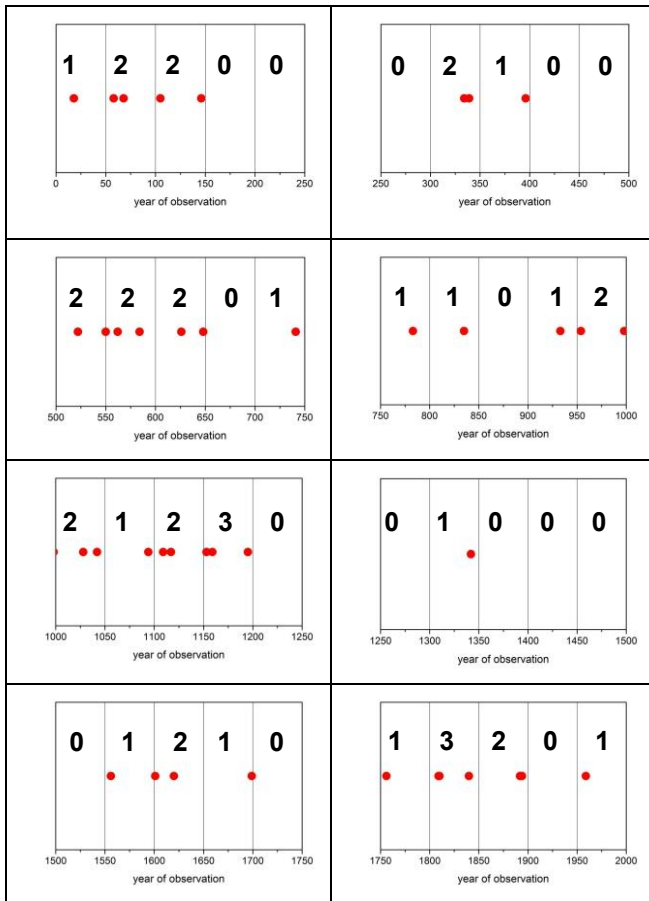 1 2 2 0 0
0 50 100 150 200 250
year of observation
0 2 1 0 0
250 300 350 400 450 500
year of observation
2 2 2 0 1
500 550 600 650 700 750
year of observation
1 1 0 1 2
750 800 850 900 950 1000
year of observation
2 1 2 3 0
1000 1050 1100 1150 1200 1250
year of observation
0 1 0 0 0
1250 1300 1350 1400 1450 1500
year of observation
0 1 2 1 0
1500 1550 1600 1650 1700 1750
year of observation
1 3 2 0 1
1750 1800 1850 1900 1950 2000
year of observation